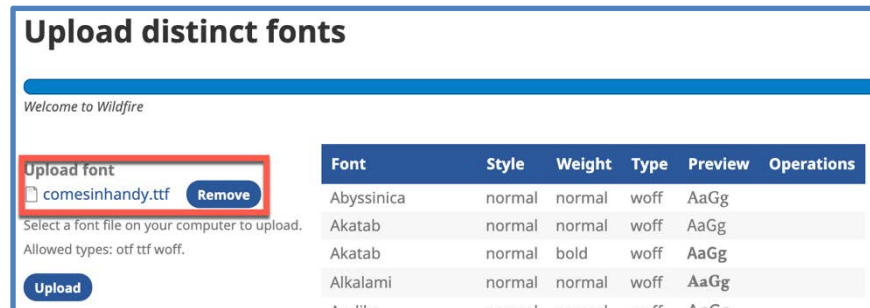 Upload distinct fonts
Welcome to Wildfire
Upload font
comesinhandy.ttf Remove
Select a font file on your computer to upload.
Allowed types: otf ttf woff.
Upload
Font Style Weight Type Preview Operations
Abyssinica normal normal woff AaGg
Akatab normal normal woff AaGg
Akatab normal bold woff AaGg
Alkalami normal normal woff AaGg